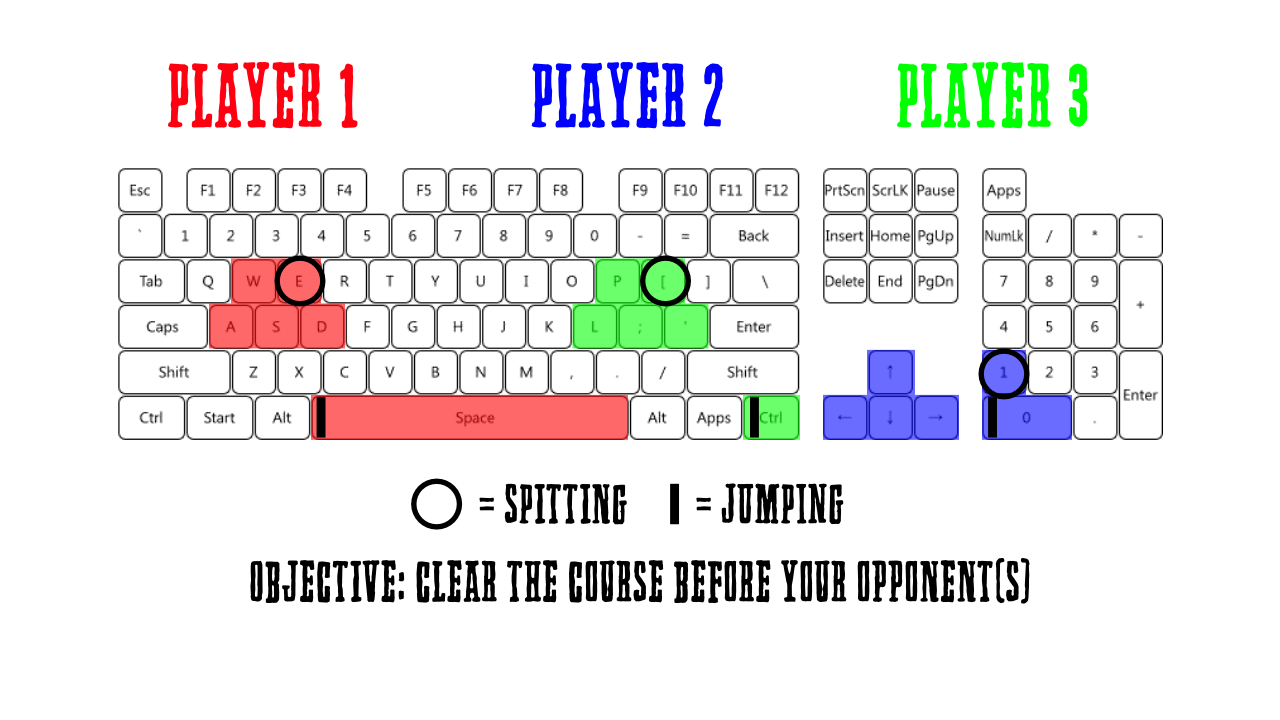 PLAYER 1 PLAYER 2 PLAYER 3
Esc F1 F2 F3 F4 F5 F6 F7 F8 F9 F10 F11 F12 PrtScn ScrLK Pause Apps
` 1 2 3 4 5 6 7 8 9 0 - = Back Insert Home PgUp NumLk / * -
Tab Q W E R T Y U I O P [ ] \ Delete End PgDn 7 8 9 +
Caps A S D F G H J K L ; ' Enter 4 5 6
Shift Z X C V B N M , . / Shift ↑ 1 2 3 Enter
Ctrl Start Alt Space Alt Apps Ctrl ← ↓ → 0 .
= SPITTING = JUMPING
OBJECTIVE: CLEAR THE COURSE BEFORE YOUR OPPONENT(S)